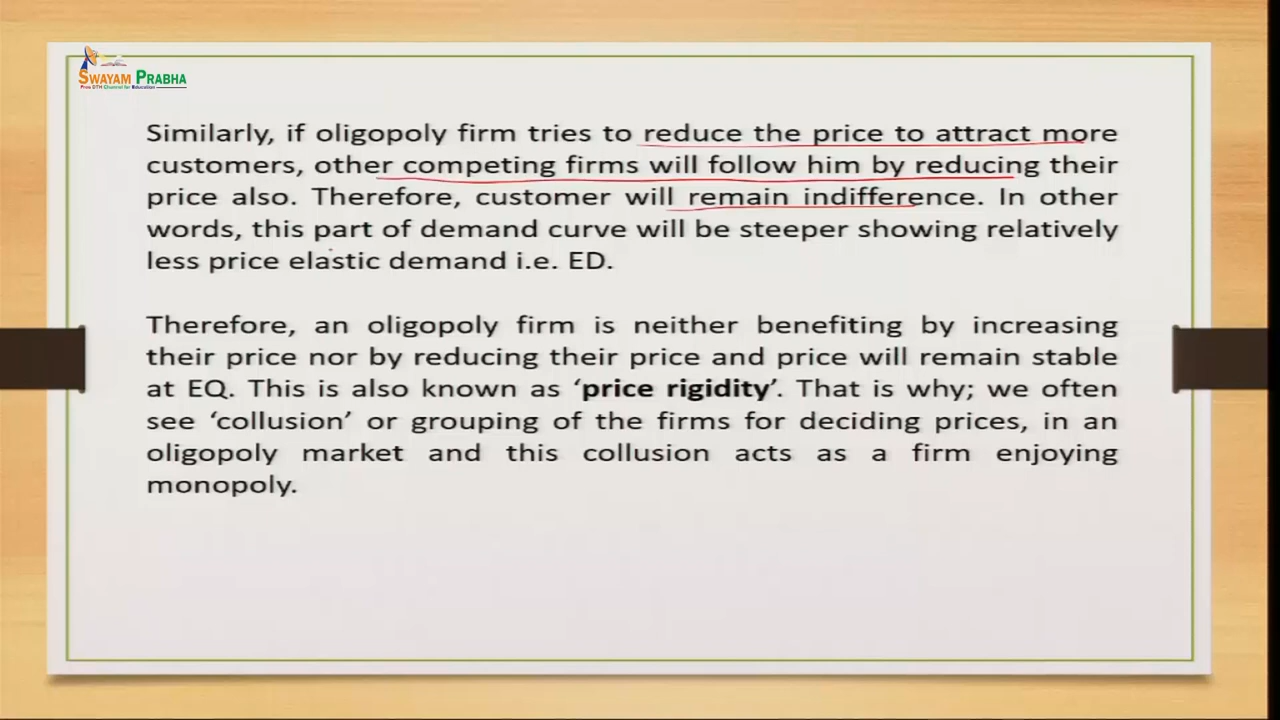 SWAYAM PRABHA
Free DTH Channel for Education
Similarly, if oligopoly firm tries to reduce the price to attract more
customers, other competing firms will follow him by reducing their
price also. Therefore, customer will remain indifference. In other
words, this part of demand curve will be steeper showing relatively
less price elastic demand i.e. ED.
Therefore, an oligopoly firm is neither benefiting by increasing
their price nor by reducing their price and price will remain stable
at EQ. This is also known as ‘price rigidity’. That is why; we often
see ‘collusion’ or grouping of the firms for deciding prices, in an
oligopoly market and this collusion acts as a firm enjoying
monopoly.